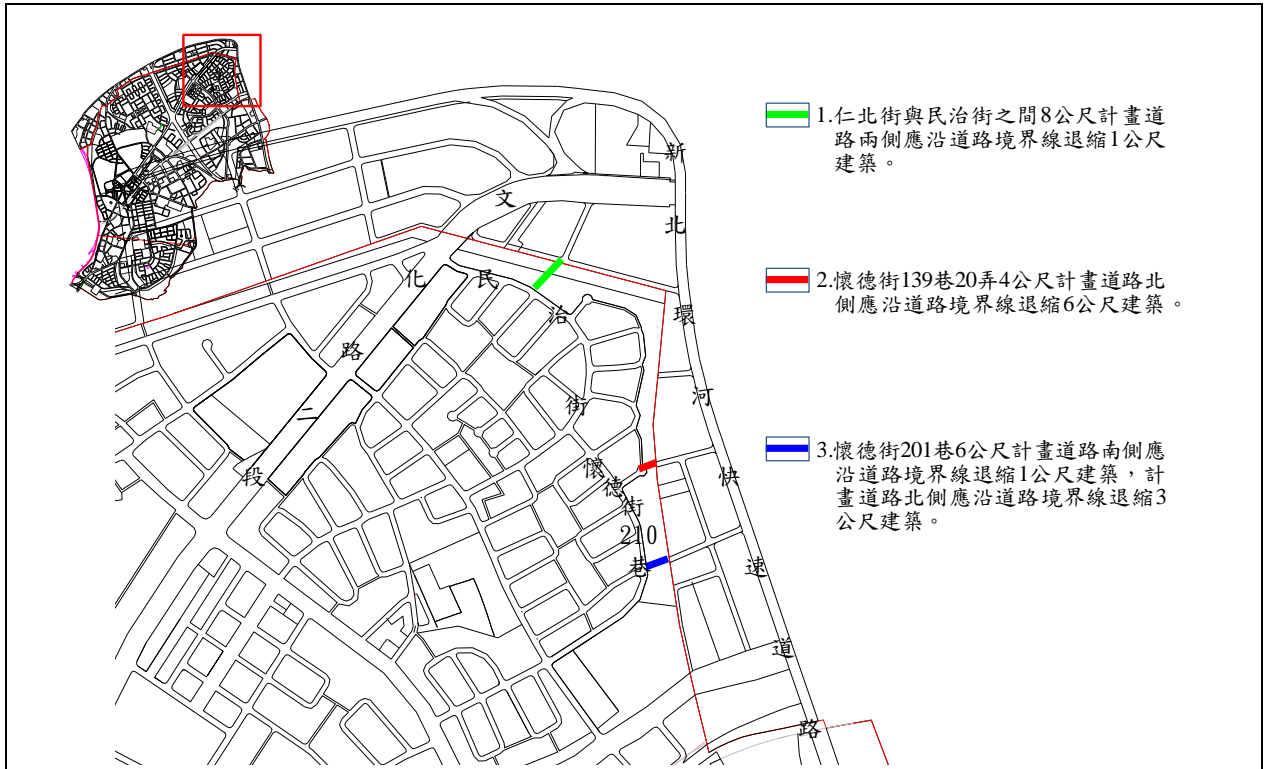 1.仁北街與民治街之間8公尺計畫道
路兩側應沿道路境界線退縮1公尺
建築。
2.懷德街139巷20弄4公尺計畫道路北
側應沿道路境界線退縮6公尺建築。
3.懷德街201巷6公尺計畫道路南側應
沿道路境界線退縮1公尺建築，計
畫道路北側應沿道路境界線退縮3
公尺建築。
新北環河快速道路
文化路二段
民治街
懷德街210巷